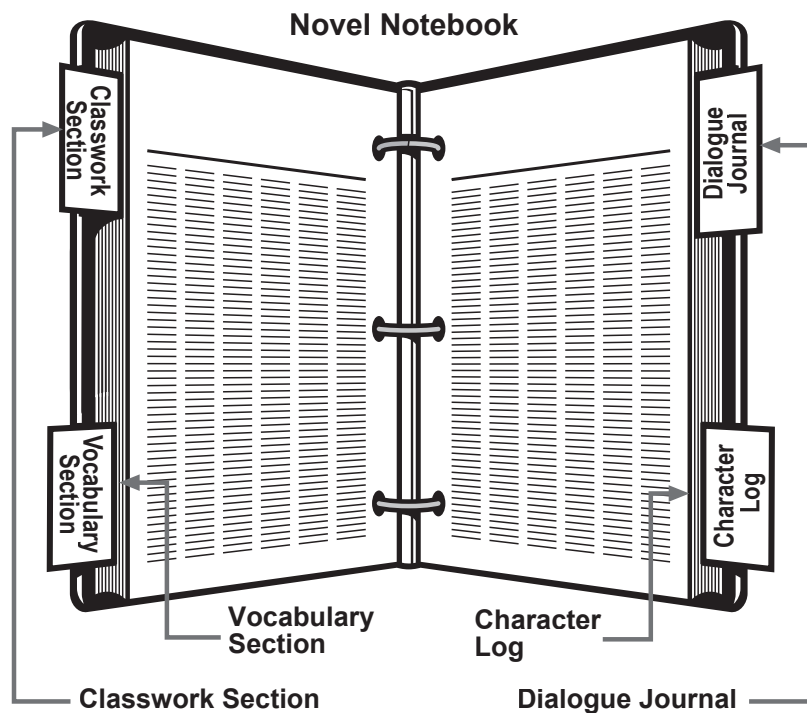 Novel Notebook
Classwork
Section
Dialogue
Journal
Vocabulary
Section
Character
Log
Vocabulary
Section
Character
Log
Classwork Section
Dialogue Journal